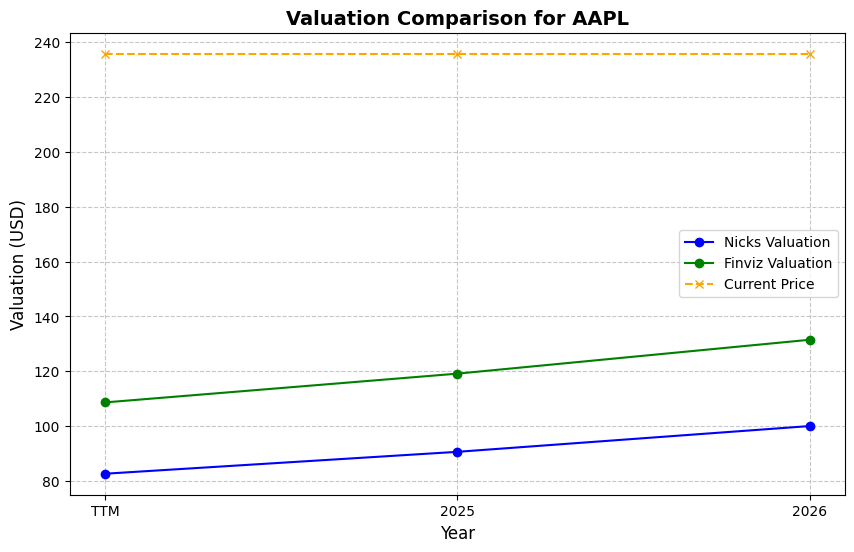 Valuation Comparison for AAPL
Valuation (USD)
240
220
200
180
160
140
120
100
80
Nicks Valuation
Finviz Valuation
Current Price
TTM
2025
2026
Year